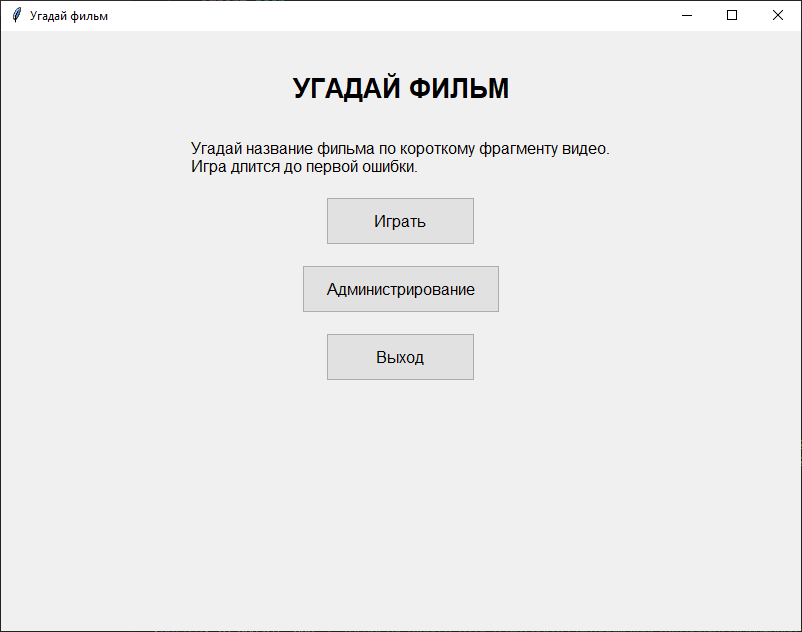 Угадай фильм
УГАДАЙ ФИЛЬМ
Угадай название фильма по короткому фрагменту видео.
Игра длится до первой ошибки.
Играть
Администрирование
Выход